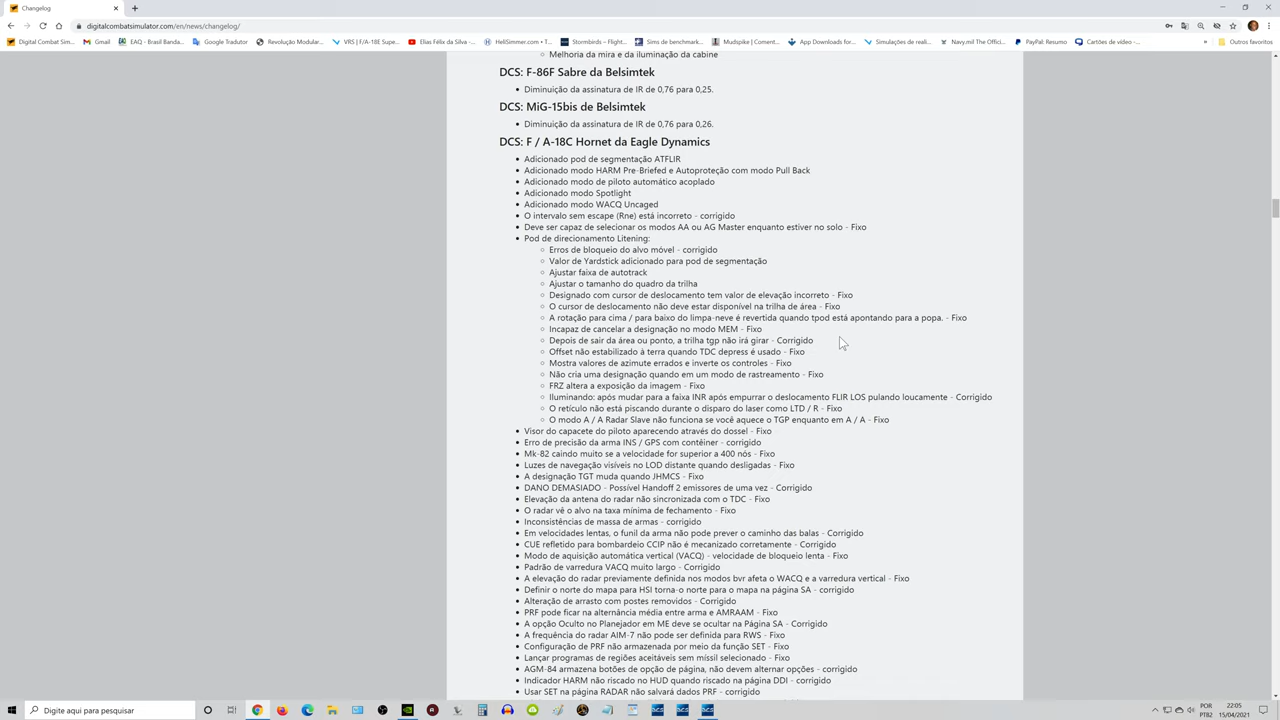 Changelog
digitalcombatsimulator.com/en/news/changelog/
Digital Combat Sim...
Gmail
EAQ - Brasil Banda...
Google Tradutor
Revolução Modular...
VRS | F/A-18E Supe...
Elias Félix da Silva -...
HeliSimmer.com • T...
Stormbirds – Flight...
Sims de benchmark...
Mudspike | Coment...
App Downloads for...
Simulações de reali...
Navy.mil The Offici...
PayPal: Resumo
Cartões de vídeo -...
»
Outros favoritos
Melhoria da mira e da iluminação da cabine
DCS: F-86F Sabre da Belsimtek
Diminuição da assinatura de IR de 0,76 para 0,25.
DCS: MiG-15bis de Belsimtek
Diminuição da assinatura de IR de 0,76 para 0,26.
DCS: F / A-18C Hornet da Eagle Dynamics
Adicionado pod de segmentação ATFLIR
Adicionado modo HARM Pre-Briefed e Autoproteção com modo Pull Back
Adicionado modo de piloto automático acoplado
Adicionado modo Spotlight
Adicionado modo WACQ Uncaged
O intervalo sem escape (Rne) está incorreto - corrigido
Deve ser capaz de selecionar os modos AA ou AG Master enquanto estiver no solo - Fixo
Pod de direcionamento Litening:
Erros de bloqueio do alvo móvel - corrigido
Valor de Yardstick adicionado para pod de segmentação
Ajustar faixa de autotrack
Ajustar o tamanho do quadro da trilha
Designado com cursor de deslocamento tem valor de elevação incorreto - Fixo
O cursor de deslocamento não deve estar disponível na trilha de área - Fixo
A rotação para cima / para baixo do limpa-neve é revertida quando tpod está apontando para a popa. - Fixo
Incapaz de cancelar a designação no modo MEM - Fixo
Depois de sair da área ou ponto, a trilha tgp não irá girar - Corrigido
Offset não estabilizado à terra quando TDC depress é usado - Fixo
Mostra valores de azimute errados e inverte os controles - Fixo
Não cria uma designação quando em um modo de rastreamento - Fixo
FRZ altera a exposição da imagem - Fixo
Iluminando: após mudar para a faixa INR após empurrar o deslocamento FLIR LOS pulando loucamente - Corrigido
O retículo não está piscando durante o disparo do laser como LTD / R - Fixo
O modo A / A Radar Slave não funciona se você aquece o TGP enquanto em A / A - Fixo
Visor do capacete do piloto aparecendo através do dossel - Fixo
Erro de precisão da arma INS / GPS com contêiner - corrigido
Mk-82 caindo muito se a velocidade for superior a 400 nós - Fixo
Luzes de navegação visíveis no LOD distante quando desligadas - Fixo
A designação TGT muda quando JHMCS - Fixo
DANO DEMASIADO - Possível Handoff 2 emissores de uma vez - Corrigido
Elevação da antena do radar não sincronizada com o TDC - Fixo
O radar vê o alvo na taxa mínima de fechamento - Fixo
Inconsistências de massa de armas - corrigido
Em velocidades lentas, o funil da arma não pode prever o caminho das balas - Corrigido
CUE refletido para bombardeio CCIP não é mecanizado corretamente - Corrigido
Modo de aquisição automática vertical (VACQ) - velocidade de bloqueio lenta - Fixo
Padrão de varredura VACQ muito largo - Corrigido
A elevação do radar previamente definida nos modos bvr afeta o WACQ e a varredura vertical - Fixo
Definir o norte do mapa para HSI torna-o norte para o mapa na página SA - corrigido
Alteração de arrasto com postes removidos - Corrigido
PRF pode ficar na alternância média entre arma e AMRAAM - Fixo
A opção Oculto no Planejador em ME deve se ocultar na Página SA - Corrigido
A frequência do radar AIM-7 não pode ser definida para RWS - Fixo
Configuração de PRF não armazenada por meio da função SET - Fixo
Lançar programas de regiões aceitáveis sem míssil selecionado - Fixo
AGM-84 armazena botões de opção de página, não devem alternar opções - corrigido
Indicador HARM não riscado no HUD quando riscado na página DDI - corrigido
Usar SET na página RADAR não salvará dados PRF - corrigido
Digite aqui para pesquisar
POR
PTB2
22:05
15/04/2021